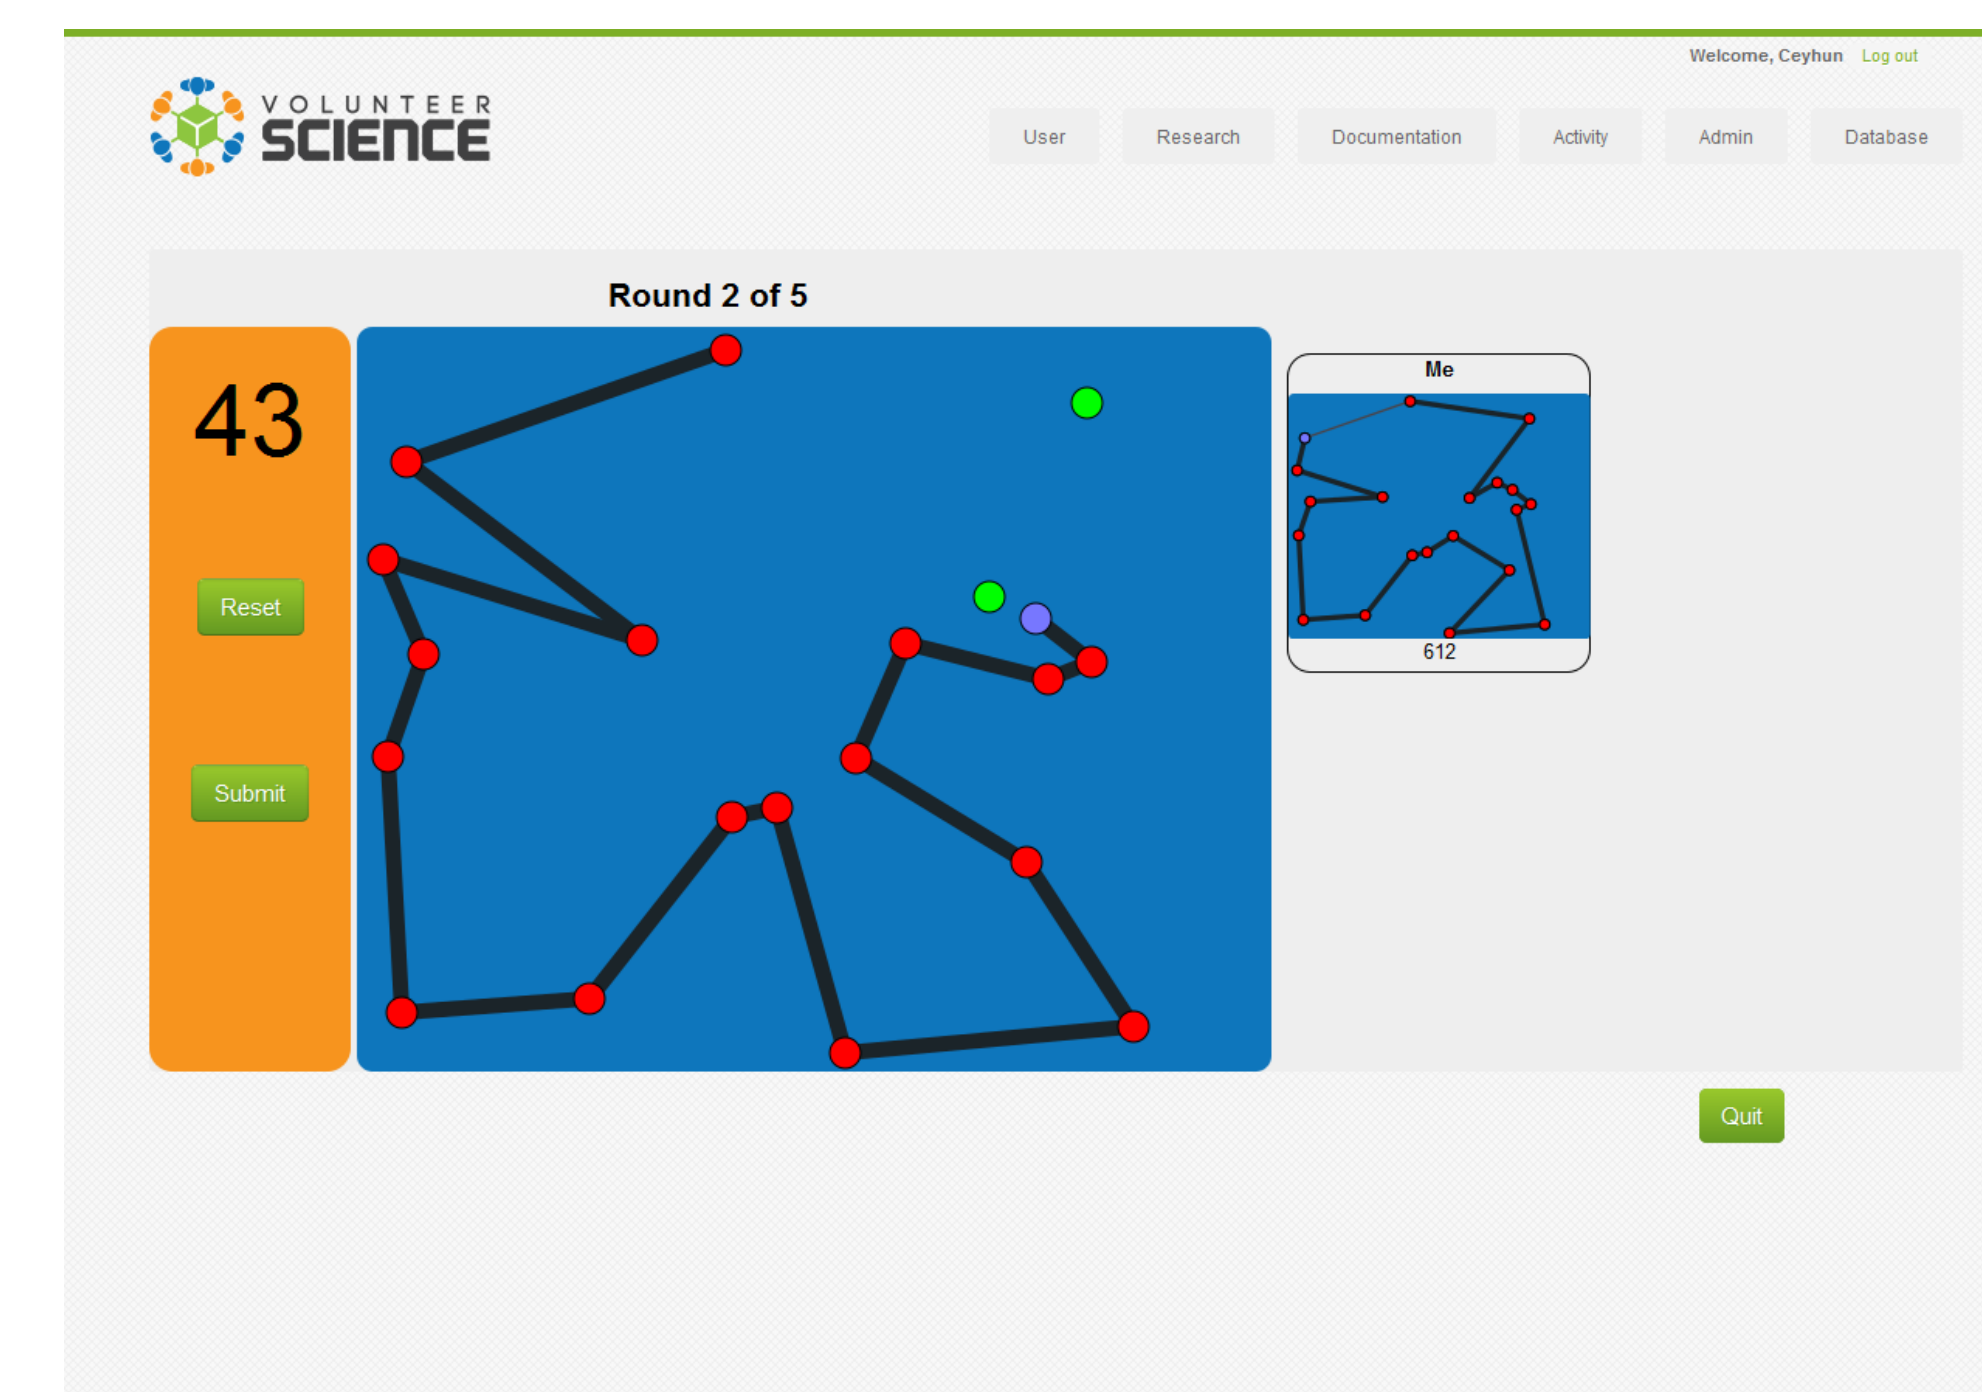 Welcome, Ceyhun Log out
VOLUNTEER
SCIENCE
User Research Documentation Activity Admin Database
Round 2 of 5
43
Me
Reset
612
Submit
Quit